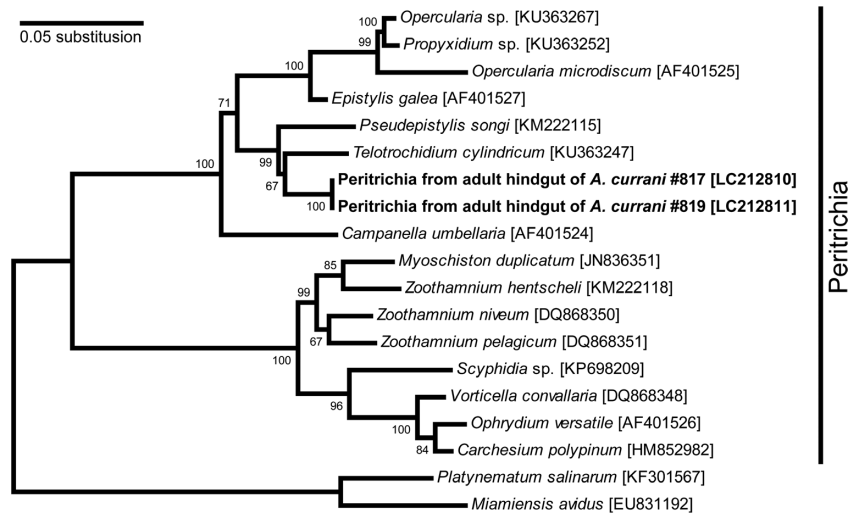 0.05 substitusion
100
Opercularia sp. [KU363267]
99
Propyxidium sp. [KU363252]
100
Opercularia microdiscum [AF401525]
71
Epistylis galea [AF401527]
Pseudepistylis songi [KM222115]
99
Telotrochidium cylindricum [KU363247]
100
67
Peritrichia from adult hindgut of A. currani #817 [LC212810]
100
Peritrichia from adult hindgut of A. currani #819 [LC212811]
Campanella umbellaria [AF401524]
85
Myoschiston duplicatum [JN836351]
99
Zoothamnium hentscheli [KM222118]
Zoothamnium niveum [DQ868350]
67
Zoothamnium pelagicum [DQ868351]
100
Scyphidia sp. [KP698209]
96
Vorticella convallaria [DQ868348]
100
Ophrydium versatile [AF401526]
84
Carchesium polypinum [HM852982]
Platynematum salinarum [KF301567]
Miamiensis avidus [EU831192]
Peritrichia